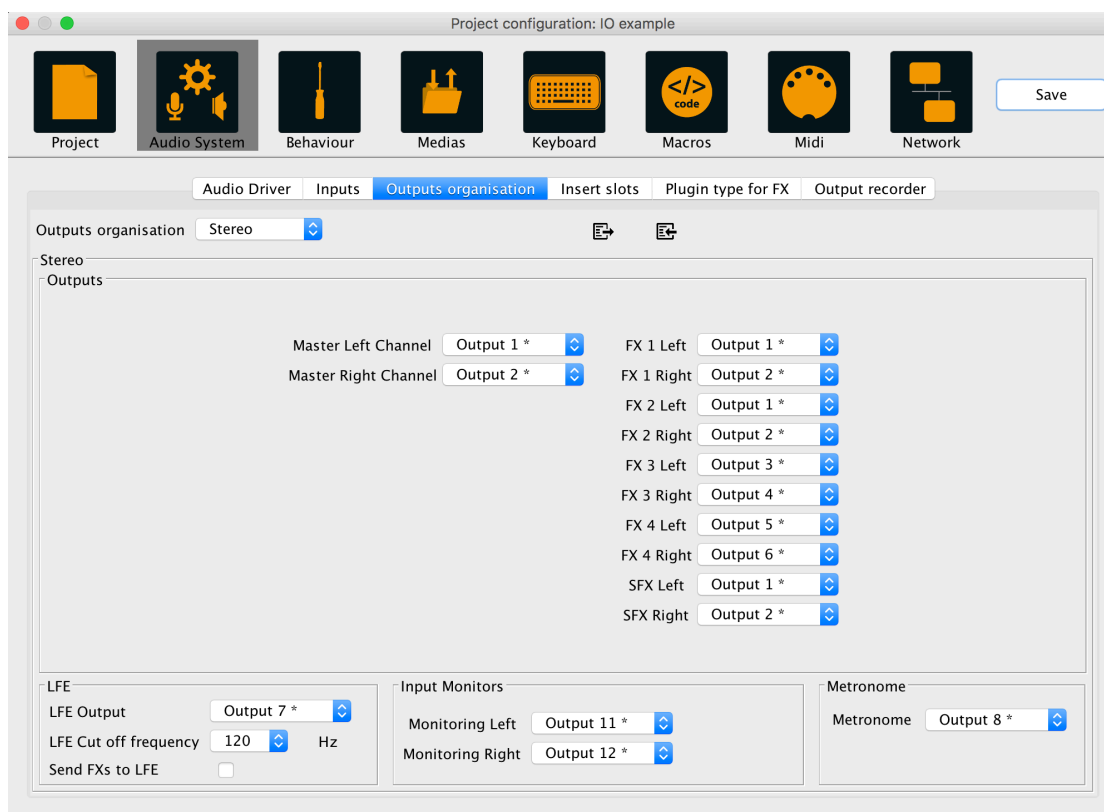 Project configuration: IO example
</>
code
Project Audio System Behaviour Medias Keyboard Macros Midi Network
Save
Audio Driver Inputs Outputs organisation Insert slots Plugin type for FX Output recorder
Outputs organisation Stereo
Stereo
Outputs
Master Left Channel Output 1 *
Master Right Channel Output 2 *
FX 1 Left Output 1 *
FX 1 Right Output 2 *
FX 2 Left Output 1 *
FX 2 Right Output 2 *
FX 3 Left Output 3 *
FX 3 Right Output 4 *
FX 4 Left Output 5 *
FX 4 Right Output 6 *
SFX Left Output 1 *
SFX Right Output 2 *
LFE
LFE Output Output 7 *
LFE Cut off frequency 120 Hz
Send FXs to LFE
Input Monitors
Monitoring Left Output 11 *
Monitoring Right Output 12 *
Metronome
Metronome Output 8 *